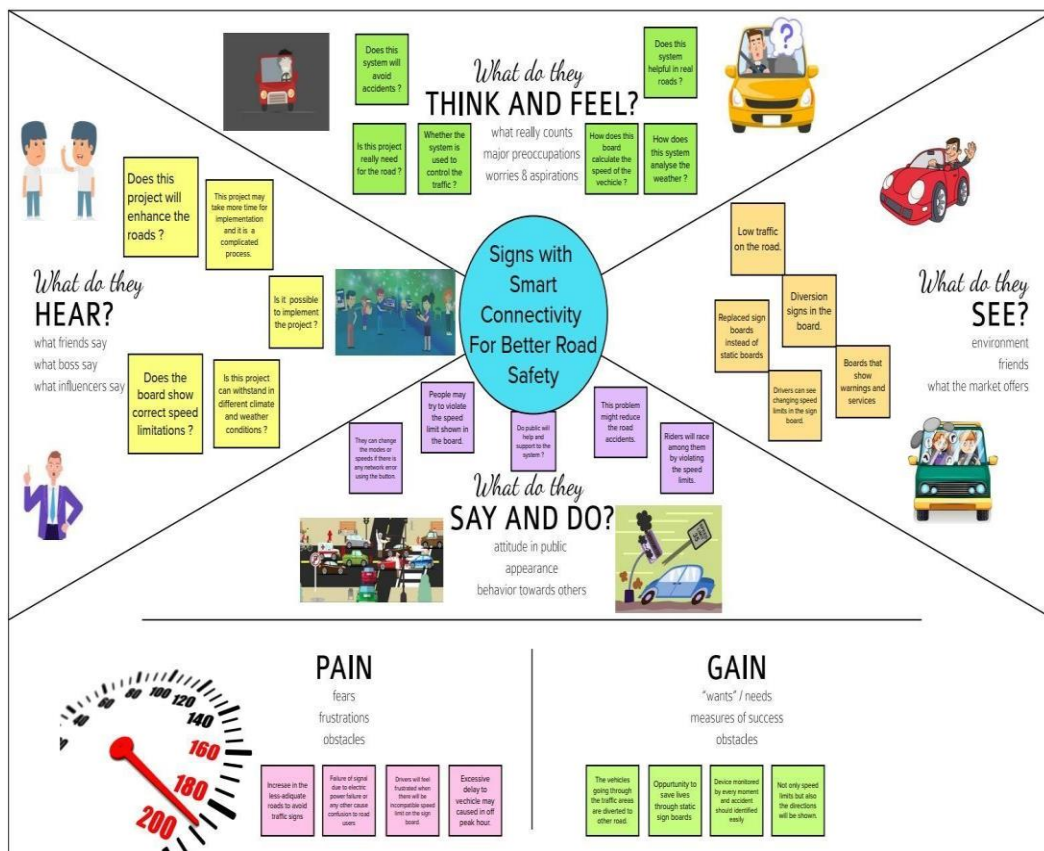 What do they
THINK AND FEEL?
what really counts
major preoccupations
worries & aspirations
Does this
system will
avoid
accidents ?
Does this
system
helpful in real
roads ?
Is this project
really need
for the road ?
Whether the
system is
used to
control the
traffic ?
How does this
board
calculate the
speed of the
vechicle ?
How does
this system
analyse the
weather ?
What do they
HEAR?
what friends say
what boss say
what influencers say
Does this
project will
enhance the
roads ?
This project may
take more time for
implementation
and it is a
complicated
process.
Is it possible
to implement
the project ?
Does the
board show
correct speed
limitations ?
Is this project
can withstand in
different climate
and weather
conditions ?
Signs with
Smart
Connectivity
For Better Road
Safety
What do they
SEE?
environment
friends
what the market offers
Low traffic
on the road.
Diversion
signs in the
board.
Replaced sign
boards
instead of
static boards
Boards that
show
warnings and
services
Drivers can see
changing speed
limits in the sign
board.
?
People may
try to violate
the speed
limit shown in
the board.
They can change
the modes or
speeds if there is
any network error
using the button.
Do public will
help and
support to the
system ?
This problem
might reduce
the road
accidents.
Riders will race
among them by
violating the
speed
limits.
What do they
SAY AND DO?
attitude in public
appearance
behavior towards others
PAIN
fears
frustrations
obstacles
40
60
80
100
120
140
160
180
200
Incresae in the
less-adiquate
roads to avoid
traffic signs
Failure of signal
due to electric
power failure or
any other cause
confusion to road
users
Drivers will feel
frustrated when
there will be
incompatible speed
limit on the sign
board.
Excessive
delay to
vechicle may
caused in off
peak hour.
GAIN
"wants" / needs
measures of success
obstacles
The vehicles
going through
the traffic areas
are diverted to
other road.
Opportunity to
save lives
through static
sign boards
Device monitored
by every moment and
accident
should identified
easily
Not only speed
limits but also the
directions
will be shown.